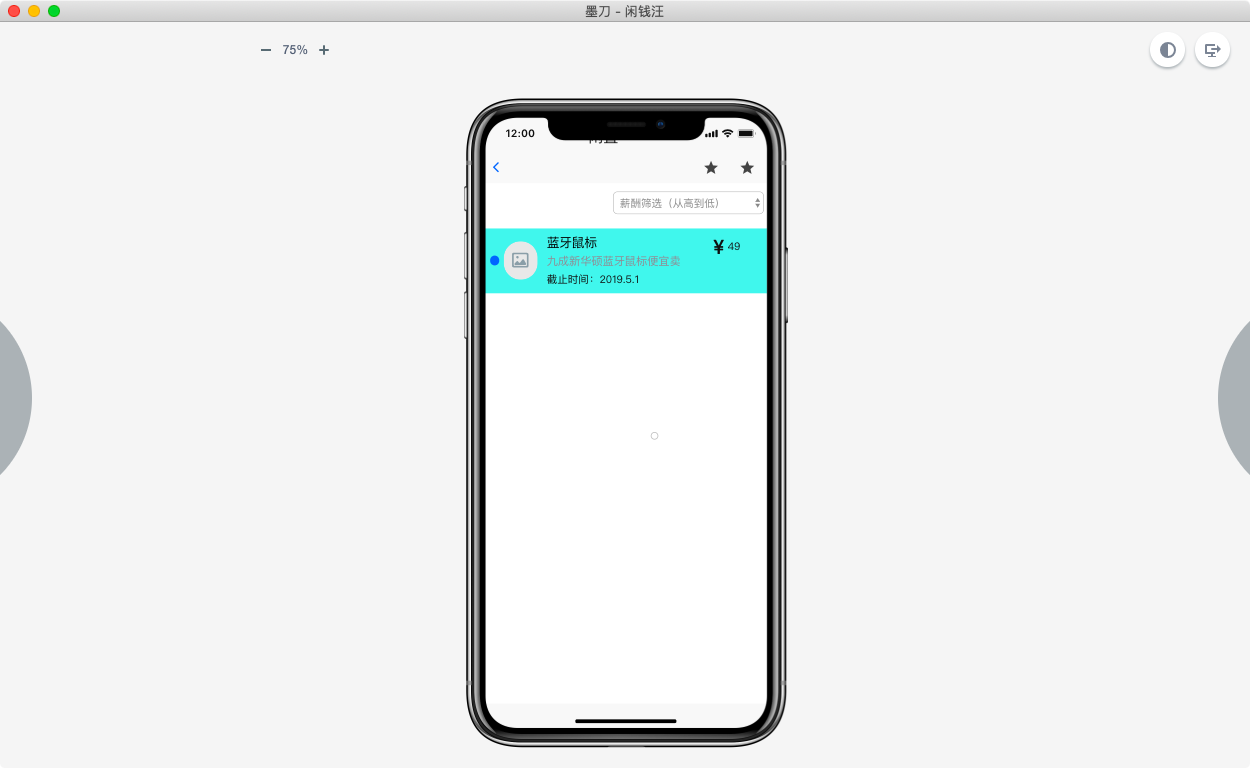 墨刀 - 闲钱汪
75%
12:00
薪酬筛选（从高到低）
蓝牙鼠标
¥ 49
九成新华硕蓝牙鼠标便宜卖
截止时间：2019.5.1